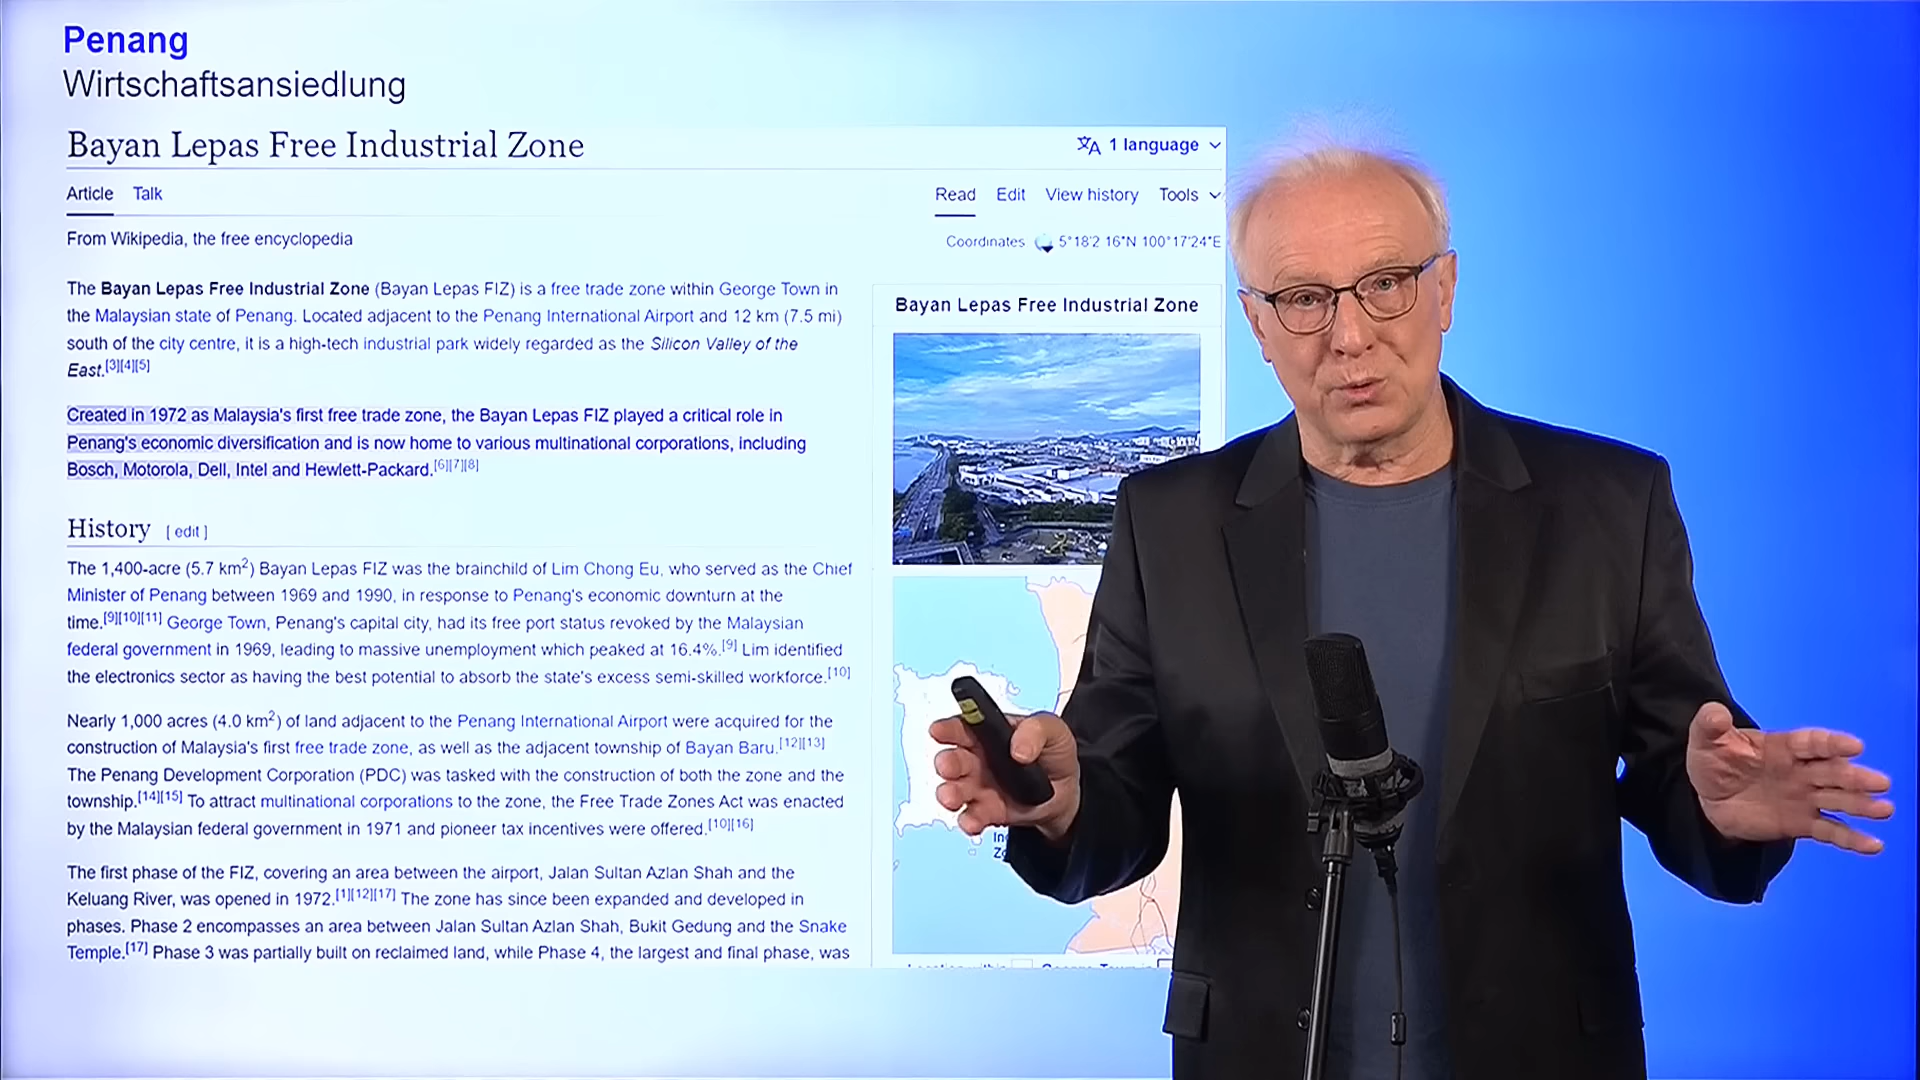 Penang
Wirtschaftsansiedlung
Bayan Lepas Free Industrial Zone
1 language
Article Talk
Read Edit View history Tools
From Wikipedia, the free encyclopedia
Coordinates 5°18'2 16"N 100°17'24"E
The Bayan Lepas Free Industrial Zone (Bayan Lepas FIZ) is a free trade zone within George Town in
the Malaysian state of Penang. Located adjacent to the Penang International Airport and 12 km (7.5 mi)
south of the city centre, it is a high-tech industrial park widely regarded as the Silicon Valley of the
East.[3][4][5]
Created in 1972 as Malaysia's first free trade zone, the Bayan Lepas FIZ played a critical role in
Penang's economic diversification and is now home to various multinational corporations, including
Bosch, Motorola, Dell, Intel and Hewlett-Packard.[6][7][8]
History [ edit ]
The 1,400-acre (5.7 km²) Bayan Lepas FIZ was the brainchild of Lim Chong Eu, who served as the Chief
Minister of Penang between 1969 and 1990, in response to Penang's economic downturn at the
time.[9][10][11] George Town, Penang's capital city, had its free port status revoked by the Malaysian
federal government in 1969, leading to massive unemployment which peaked at 16.4%.[9] Lim identified
the electronics sector as having the best potential to absorb the state's excess semi-skilled workforce.[10]
Nearly 1,000 acres (4.0 km²) of land adjacent to the Penang International Airport were acquired for the
construction of Malaysia's first free trade zone, as well as the adjacent township of Bayan Baru.[12][13]
The Penang Development Corporation (PDC) was tasked with the construction of both the zone and the
township.[14][15] To attract multinational corporations to the zone, the Free Trade Zones Act was enacted
by the Malaysian federal government in 1971 and pioneer tax incentives were offered.[10][16]
The first phase of the FIZ, covering an area between the airport, Jalan Sultan Azlan Shah and the
Keluang River, was opened in 1972.[1][12][17] The zone has since been expanded and developed in
phases. Phase 2 encompasses an area between Jalan Sultan Azlan Shah, Bukit Gedung and the Snake
Temple.[17] Phase 3 was partially built on reclaimed land, while Phase 4, the largest and final phase, was
Bayan Lepas Free Industrial Zone